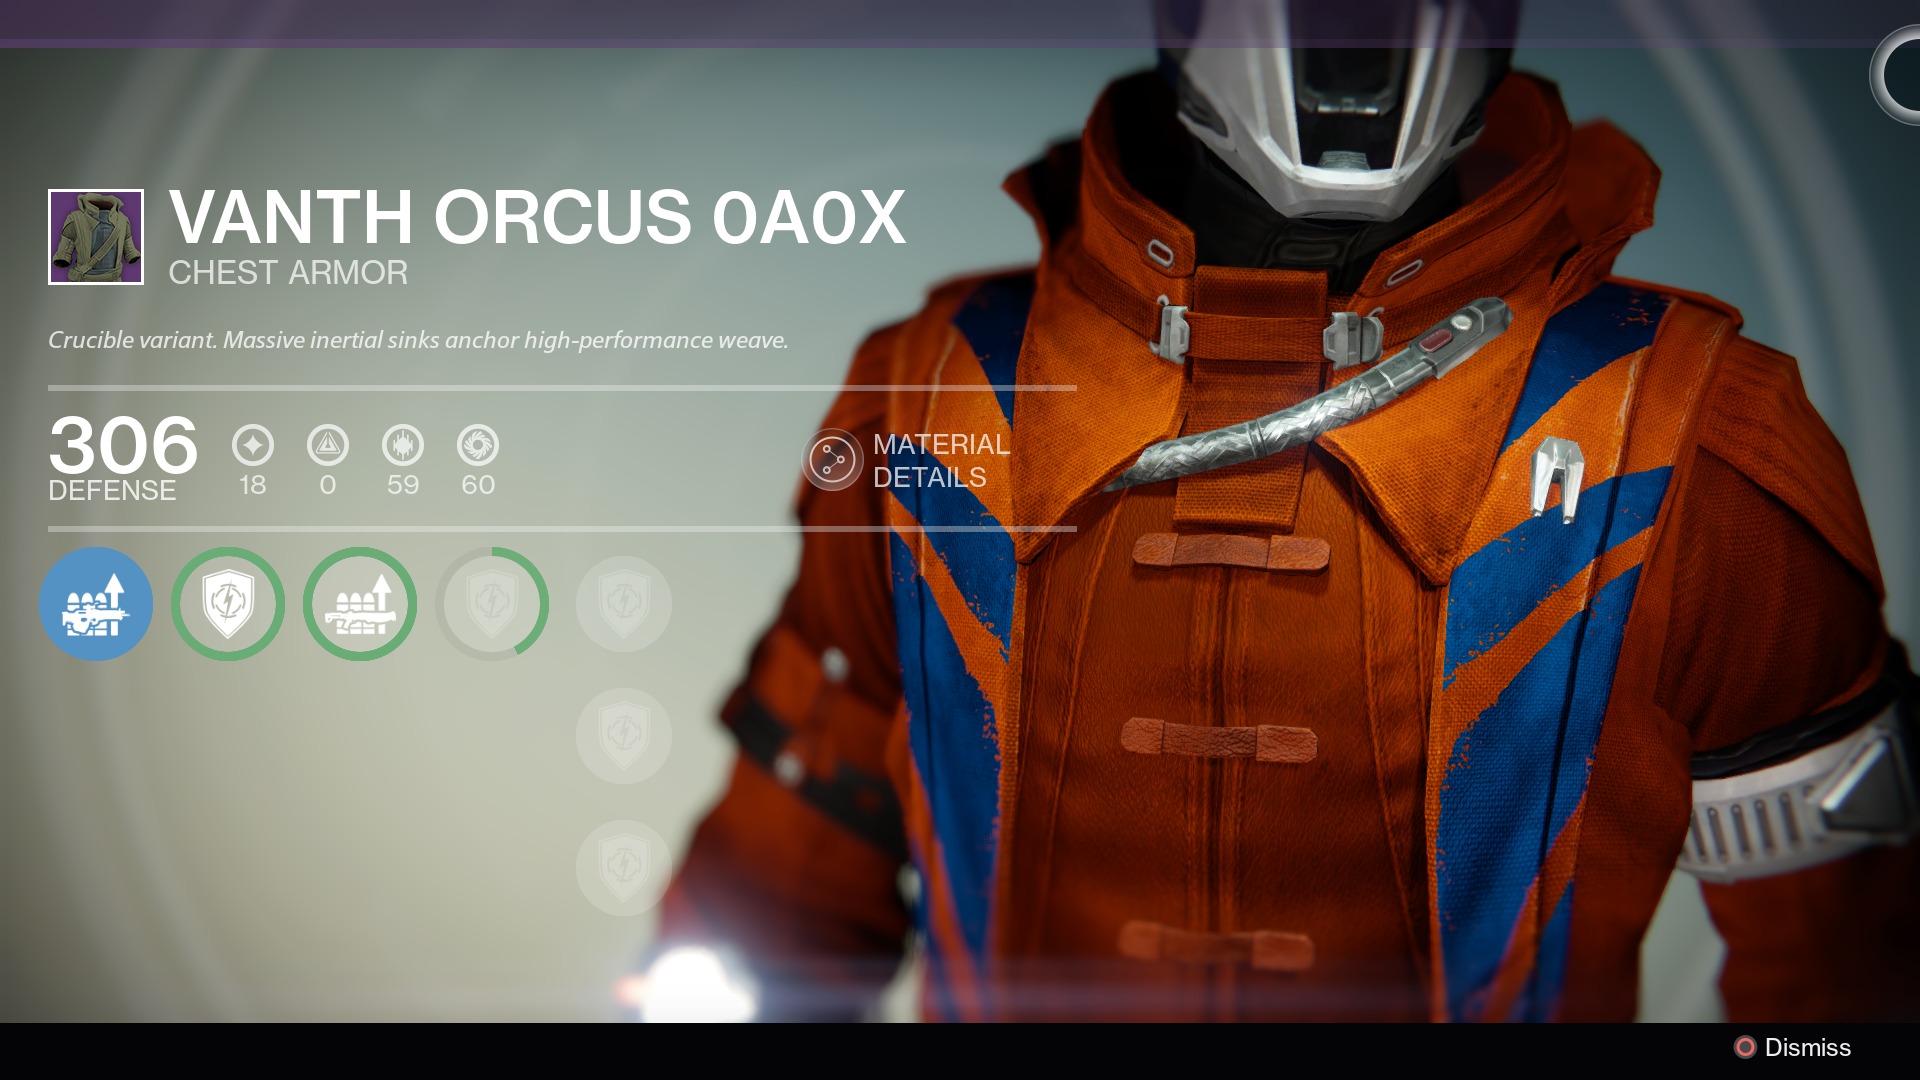 VANTH ORCUS 0A0X
CHEST ARMOR
Crucible variant. Massive inertial sinks anchor high-performance weave.
306
DEFENSE
18 0 59 60
MATERIAL
DETAILS
Dismiss